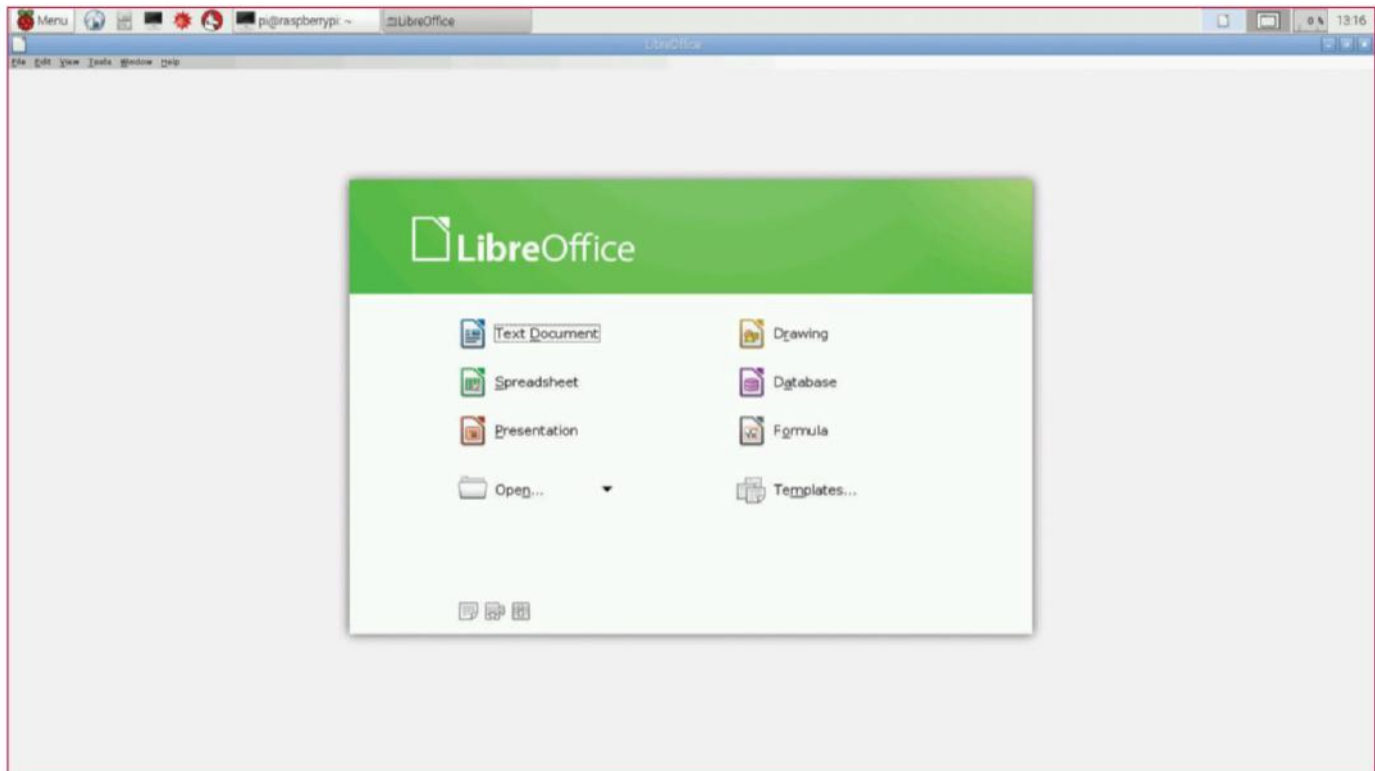 Menu pi@raspberrypi: ~ LibreOffice 0 % 13:16
LibreOffice
File Edit View Tools Window Help
LibreOffice
Text Document Drawing
Spreadsheet Database
Presentation Formula
Open... Templates...